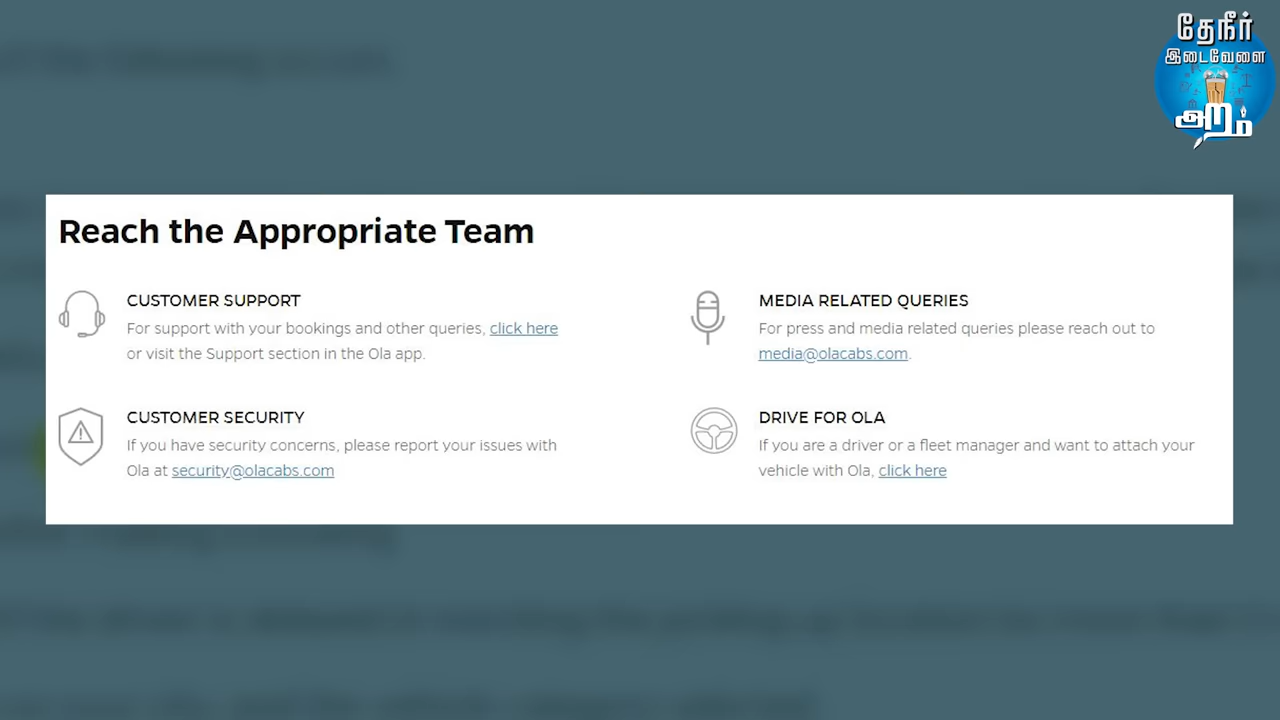 தேநீர்
இடைவேளை
அறம்
Reach the Appropriate Team
CUSTOMER SUPPORT
For support with your bookings and other queries, click here
or visit the Support section in the Ola app.
MEDIA RELATED QUERIES
For press and media related queries please reach out to
media@olacabs.com.
CUSTOMER SECURITY
If you have security concerns, please report your issues with
Ola at security@olacabs.com
DRIVE FOR OLA
If you are a driver or a fleet manager and want to attach your
vehicle with Ola, click here